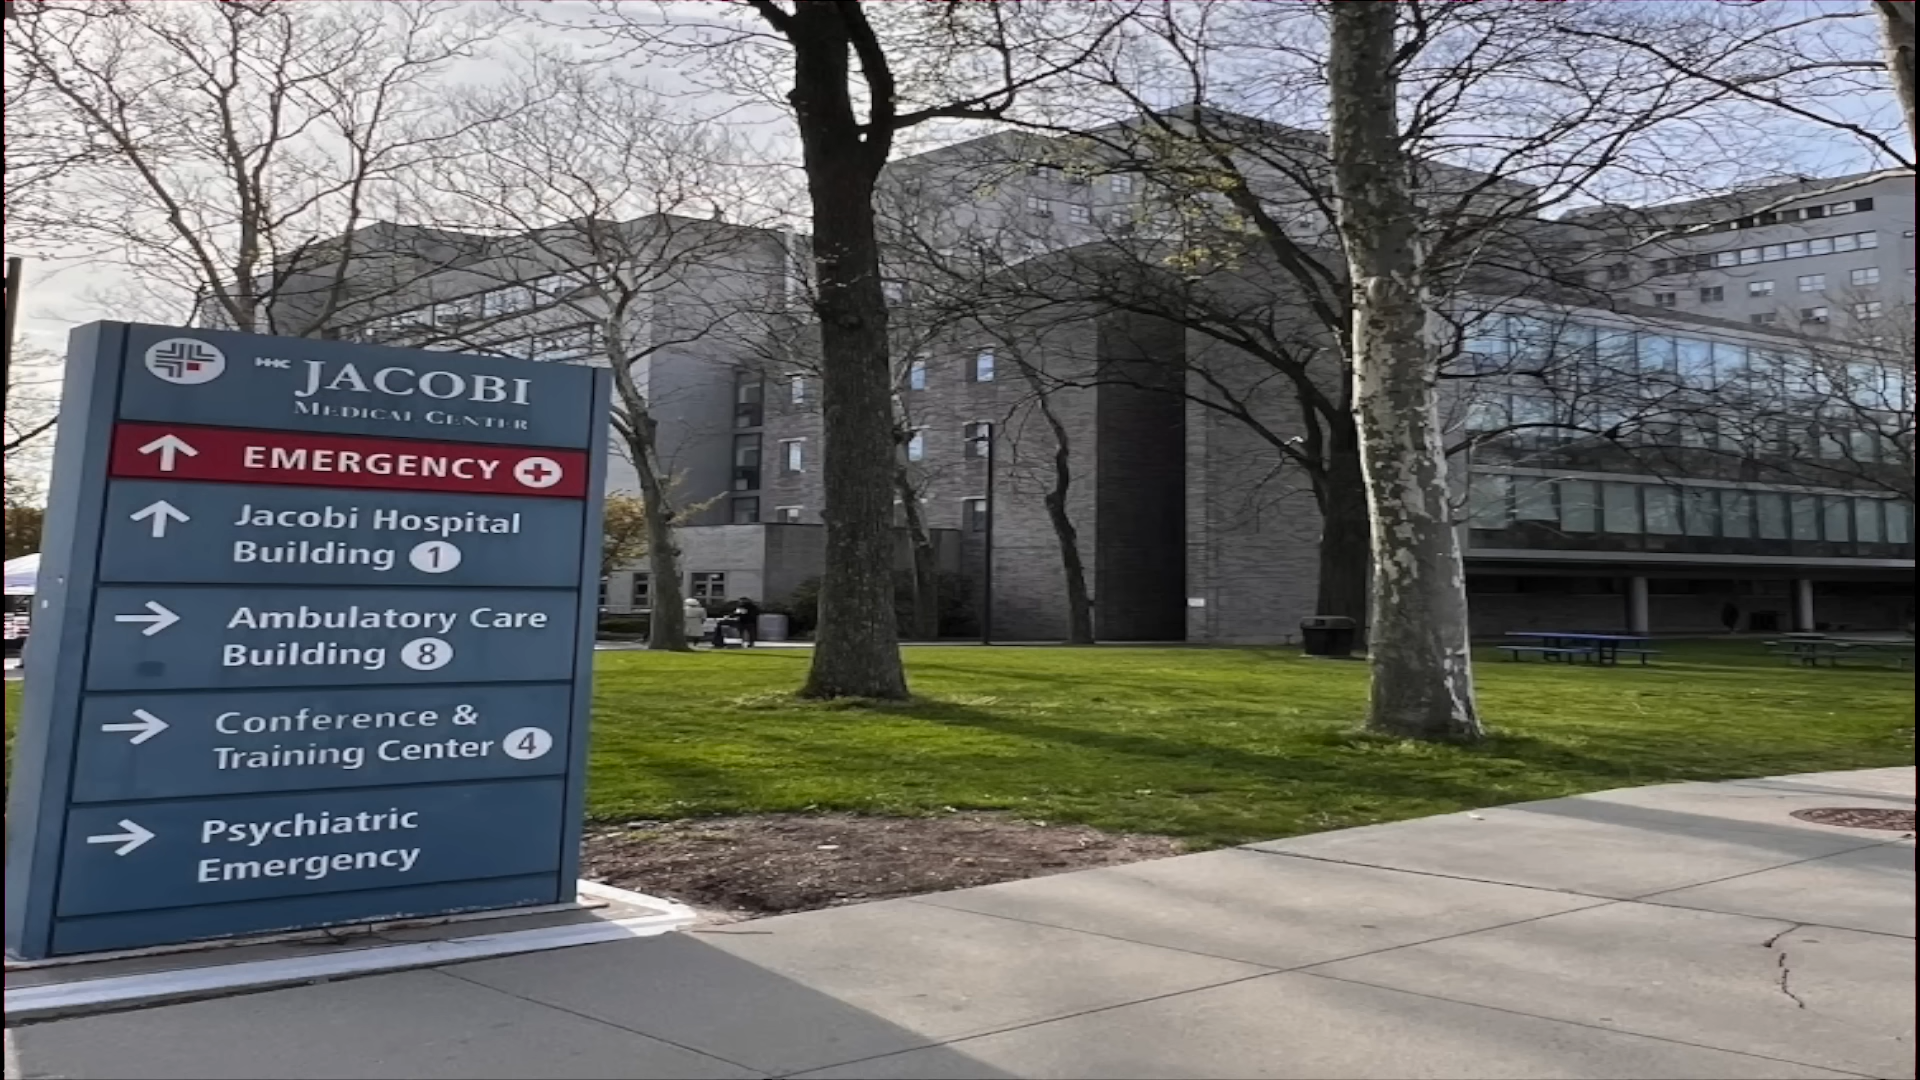 HHC JACOBI
MEDICAL CENTER
EMERGENCY
Jacobi Hospital
Building 1
Ambulatory Care
Building 8
Conference &
Training Center 4
Psychiatric
Emergency